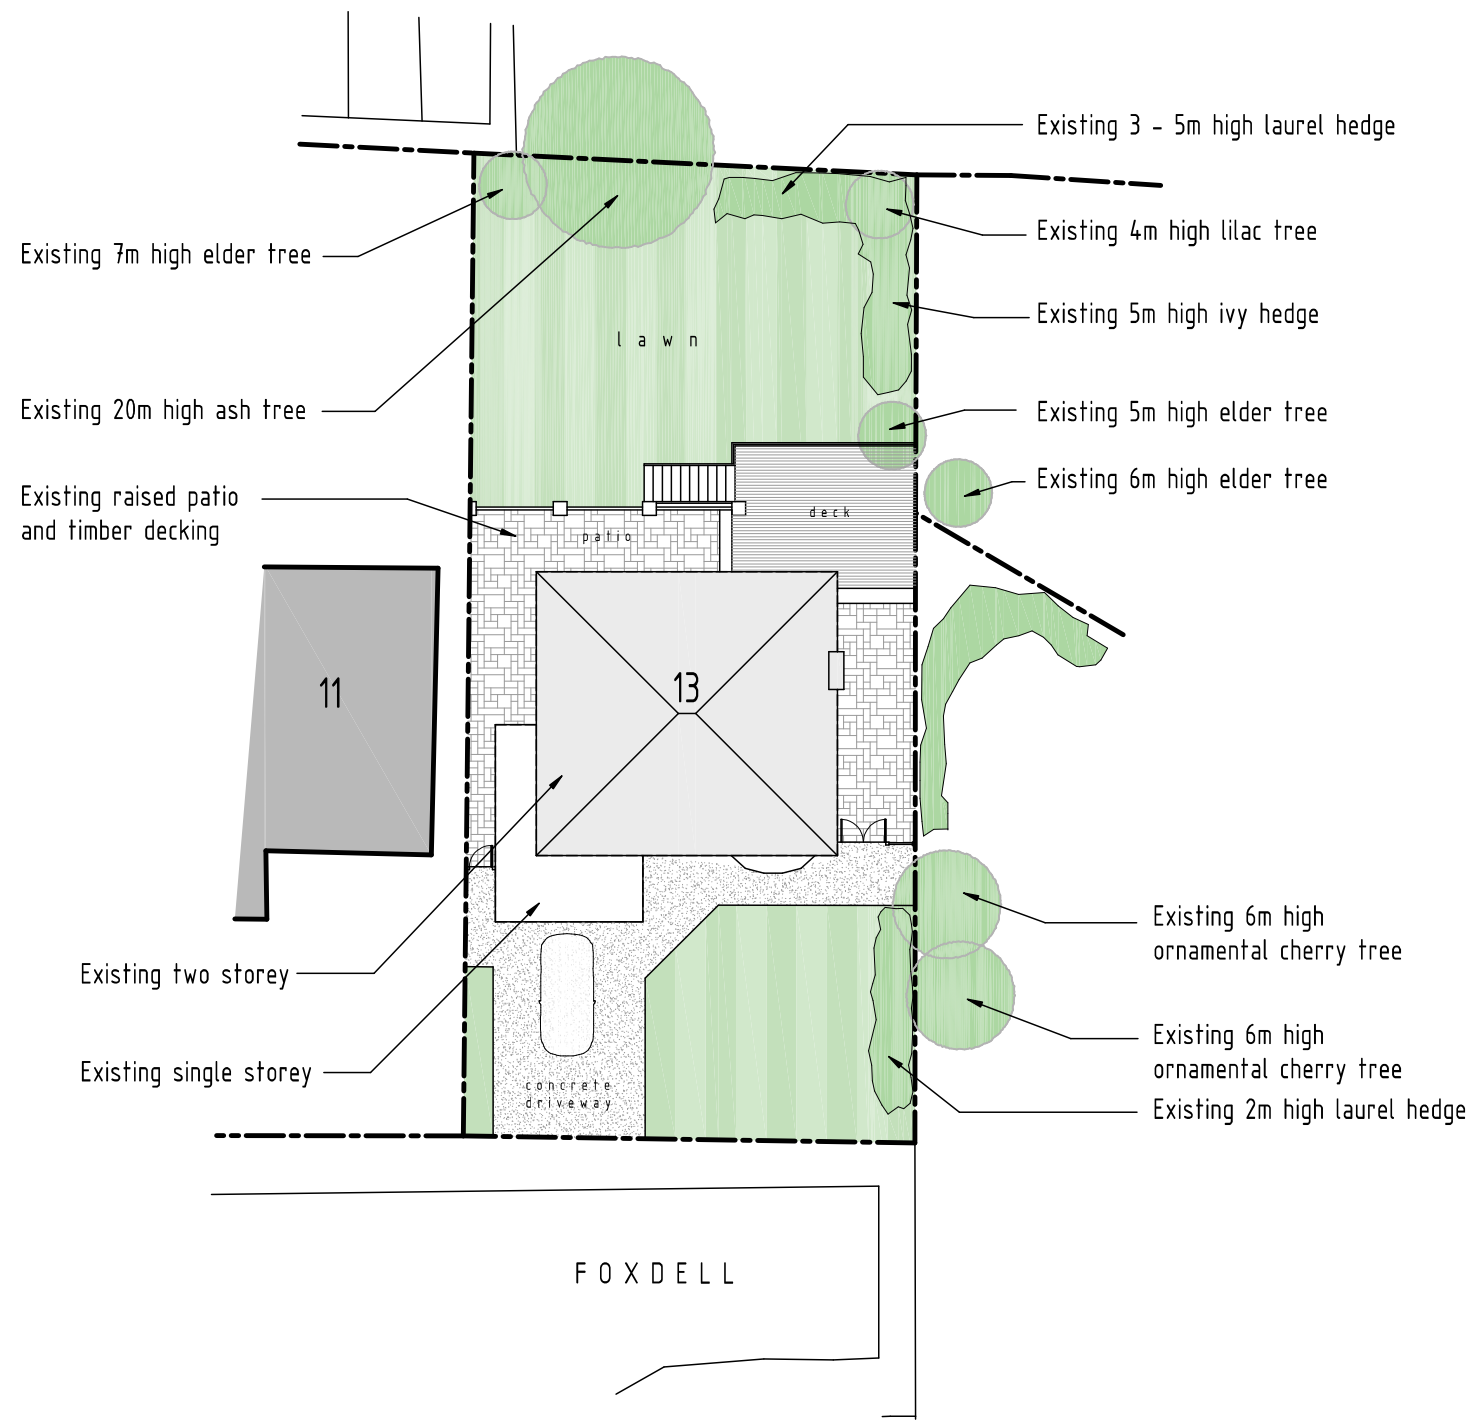 Existing 3 - 5m high laurel hedge
Existing 4m high lilac tree
Existing 7m high elder tree
Existing 5m high ivy hedge
lawn
Existing 20m high ash tree
Existing 5m high elder tree
Existing 6m high elder tree
Existing raised patio
and timber decking
deck
patio
11
13
Existing 6m high
ornamental cherry tree
Existing two storey
Existing 6m high
ornamental cherry tree
Existing single storey
concrete
driveway
Existing 2m high laurel hedge
FOXDELL